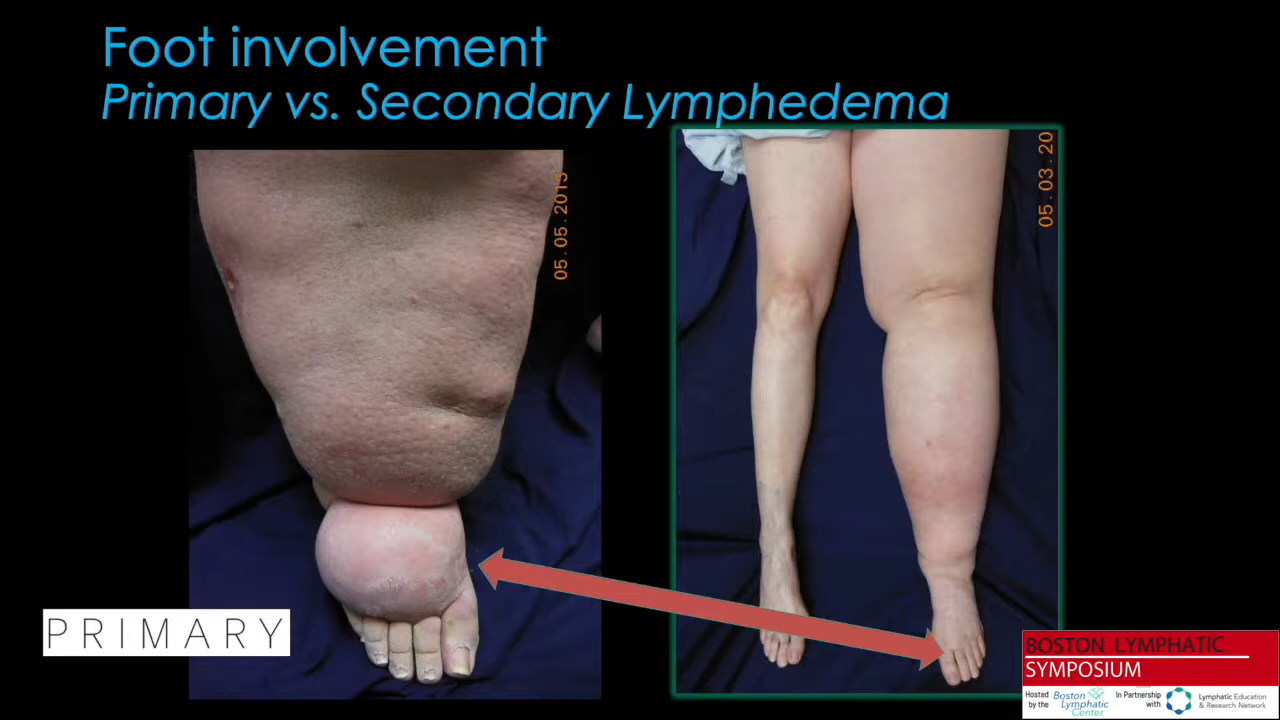 Foot involvement
Primary vs. Secondary Lymphedema
05.05.2013
05.03.20
PRIMARY
BOSTON LYMPHATIC
SYMPOSIUM
Hosted
by the
Boston
Lymphatic
Center
In Partnership
with
Lymphatic Education
& Research Network